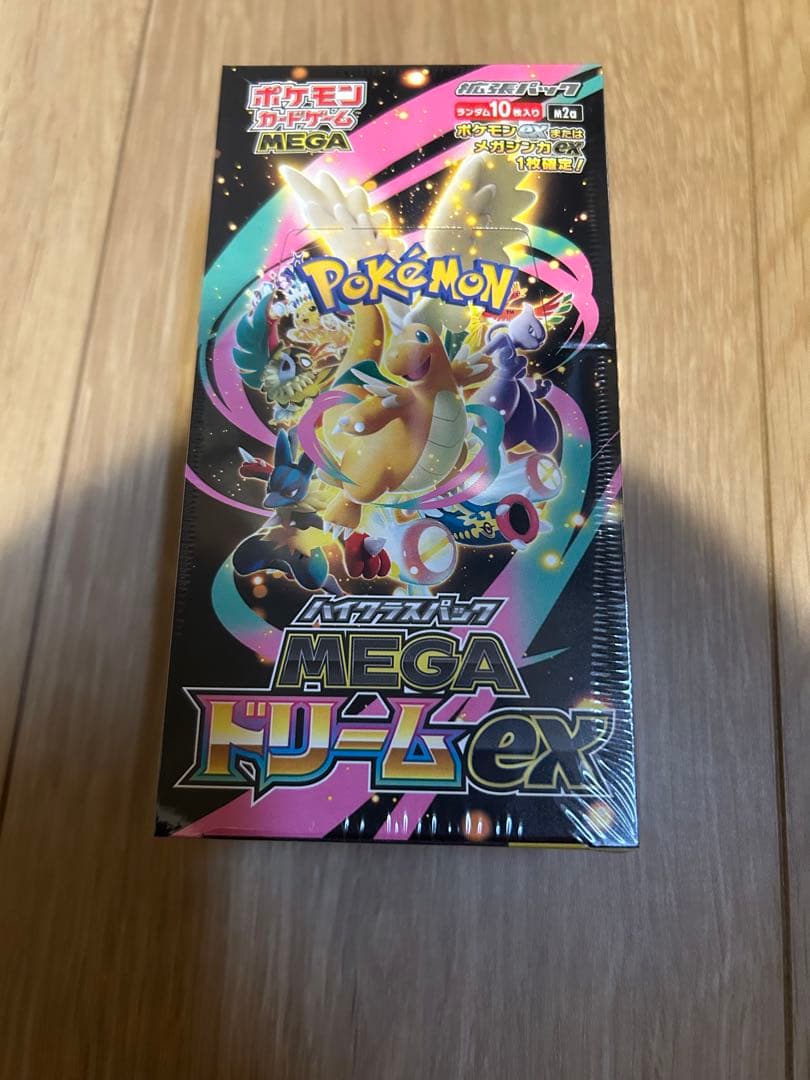 ポケモン
カードゲーム
MEGA
拡張パック
ランダム10枚入り
m2a
ポケモンexまたは
メガシンカex
1枚確定!
POKéMON
TM
ハイクラスパック
MEGA
ドリームex